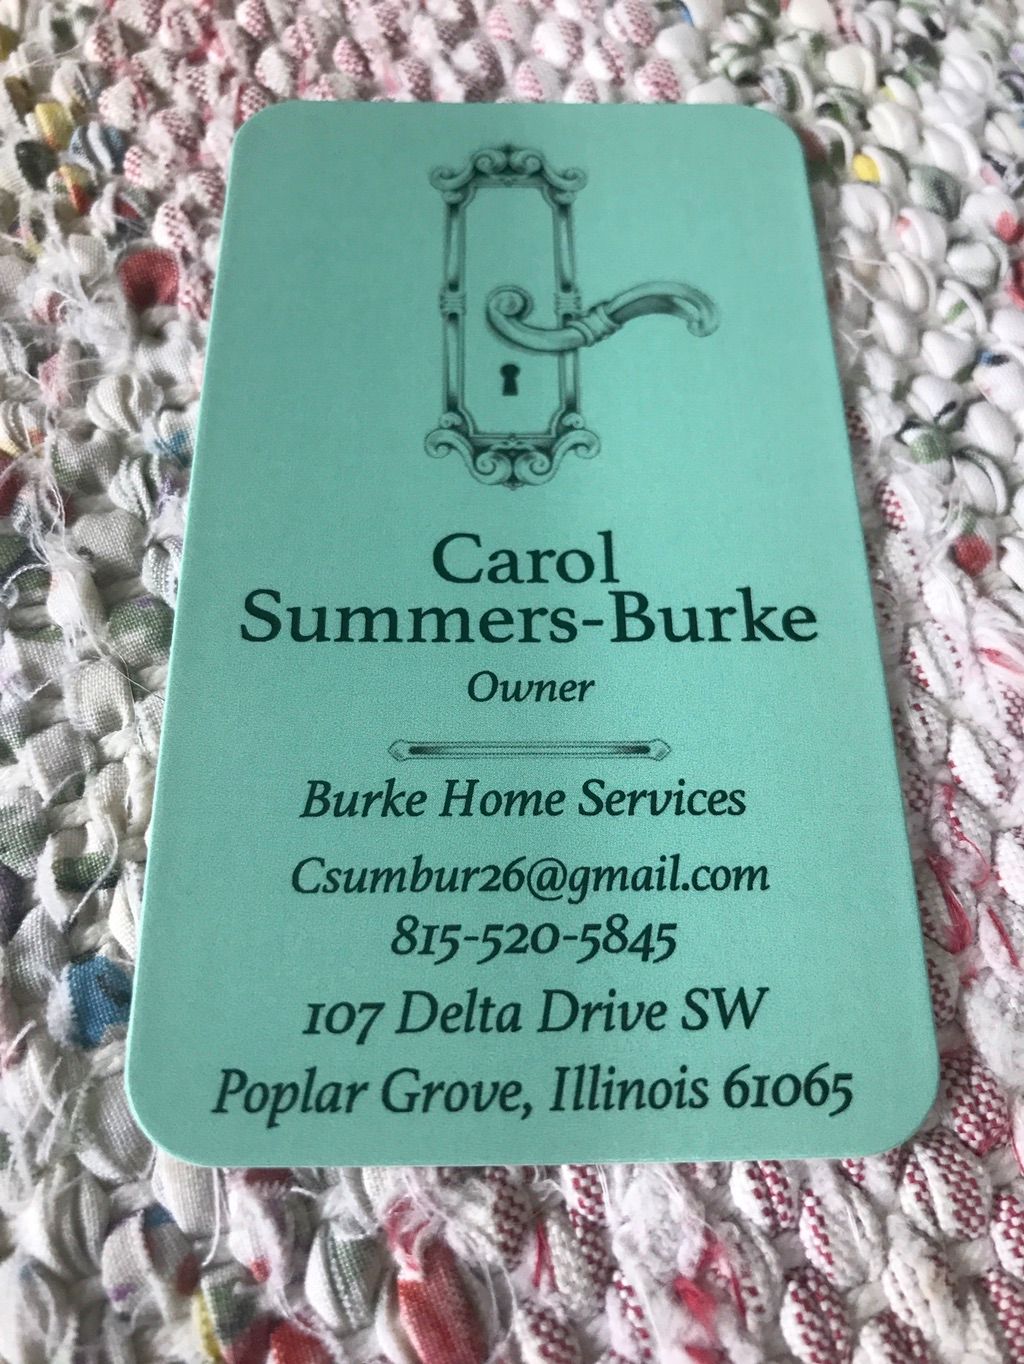 Carol
Summers-Burke
Owner
Burke Home Services
Csumbur26@gmail.com
815-520-5845
107 Delta Drive SW
Poplar Grove, Illinois 61065